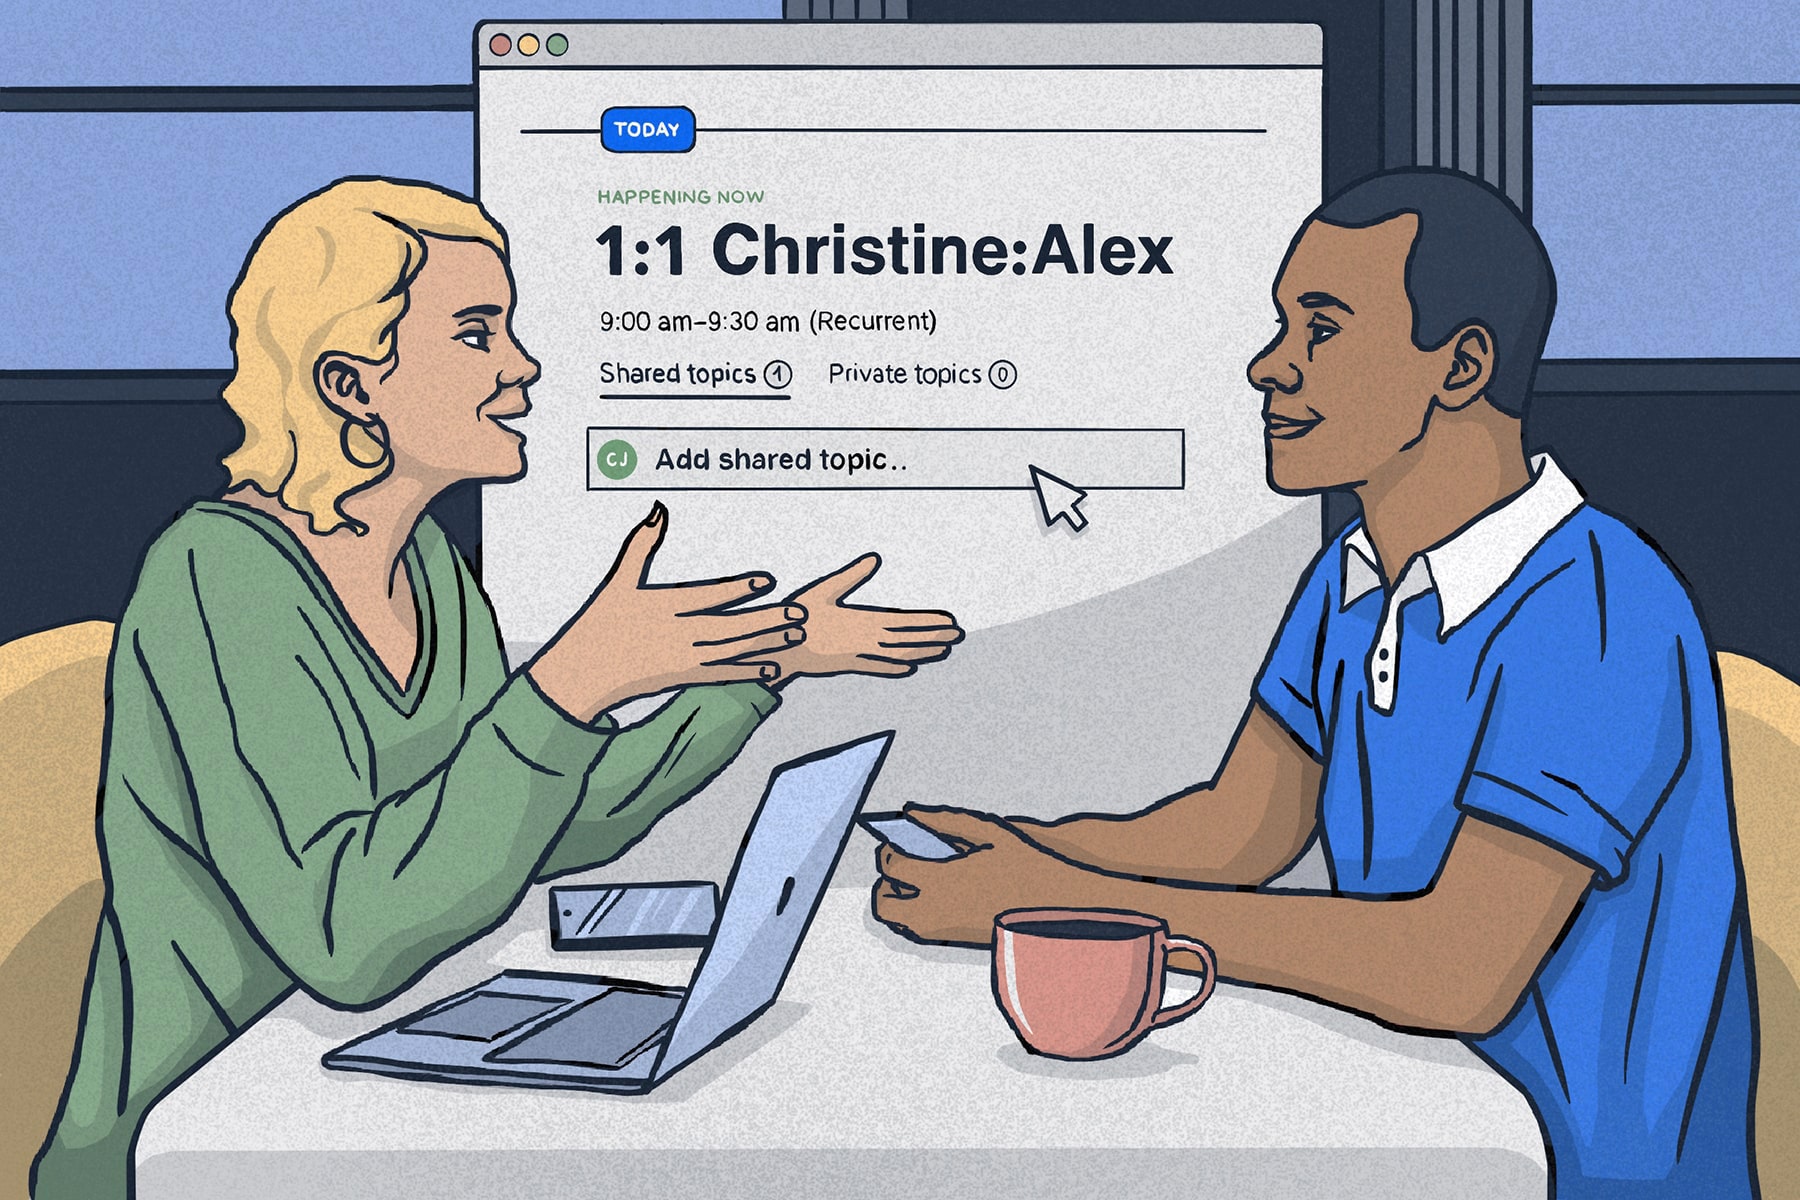 TODAY
HAPPENING NOW
1:1 Christine:Alex
9:00 am–9:30 am (Recurrent)
Shared topics 1 Private topics 0
CJ Add shared topic..